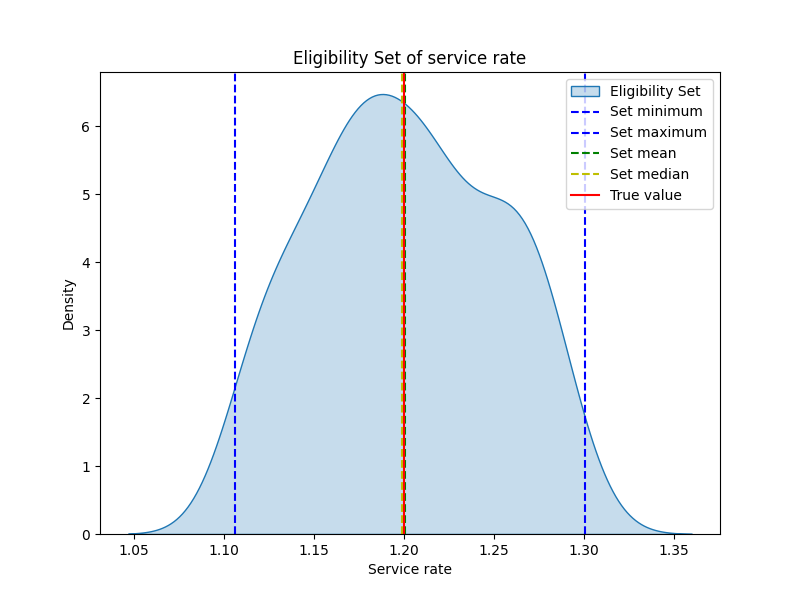 Eligibility Set of service rate
Eligibility Set
Set minimum
Set maximum
Set mean
Set median
True value
Density
6
5
4
3
2
1
0
1.05 1.10 1.15 1.20 1.25 1.30 1.35
Service rate